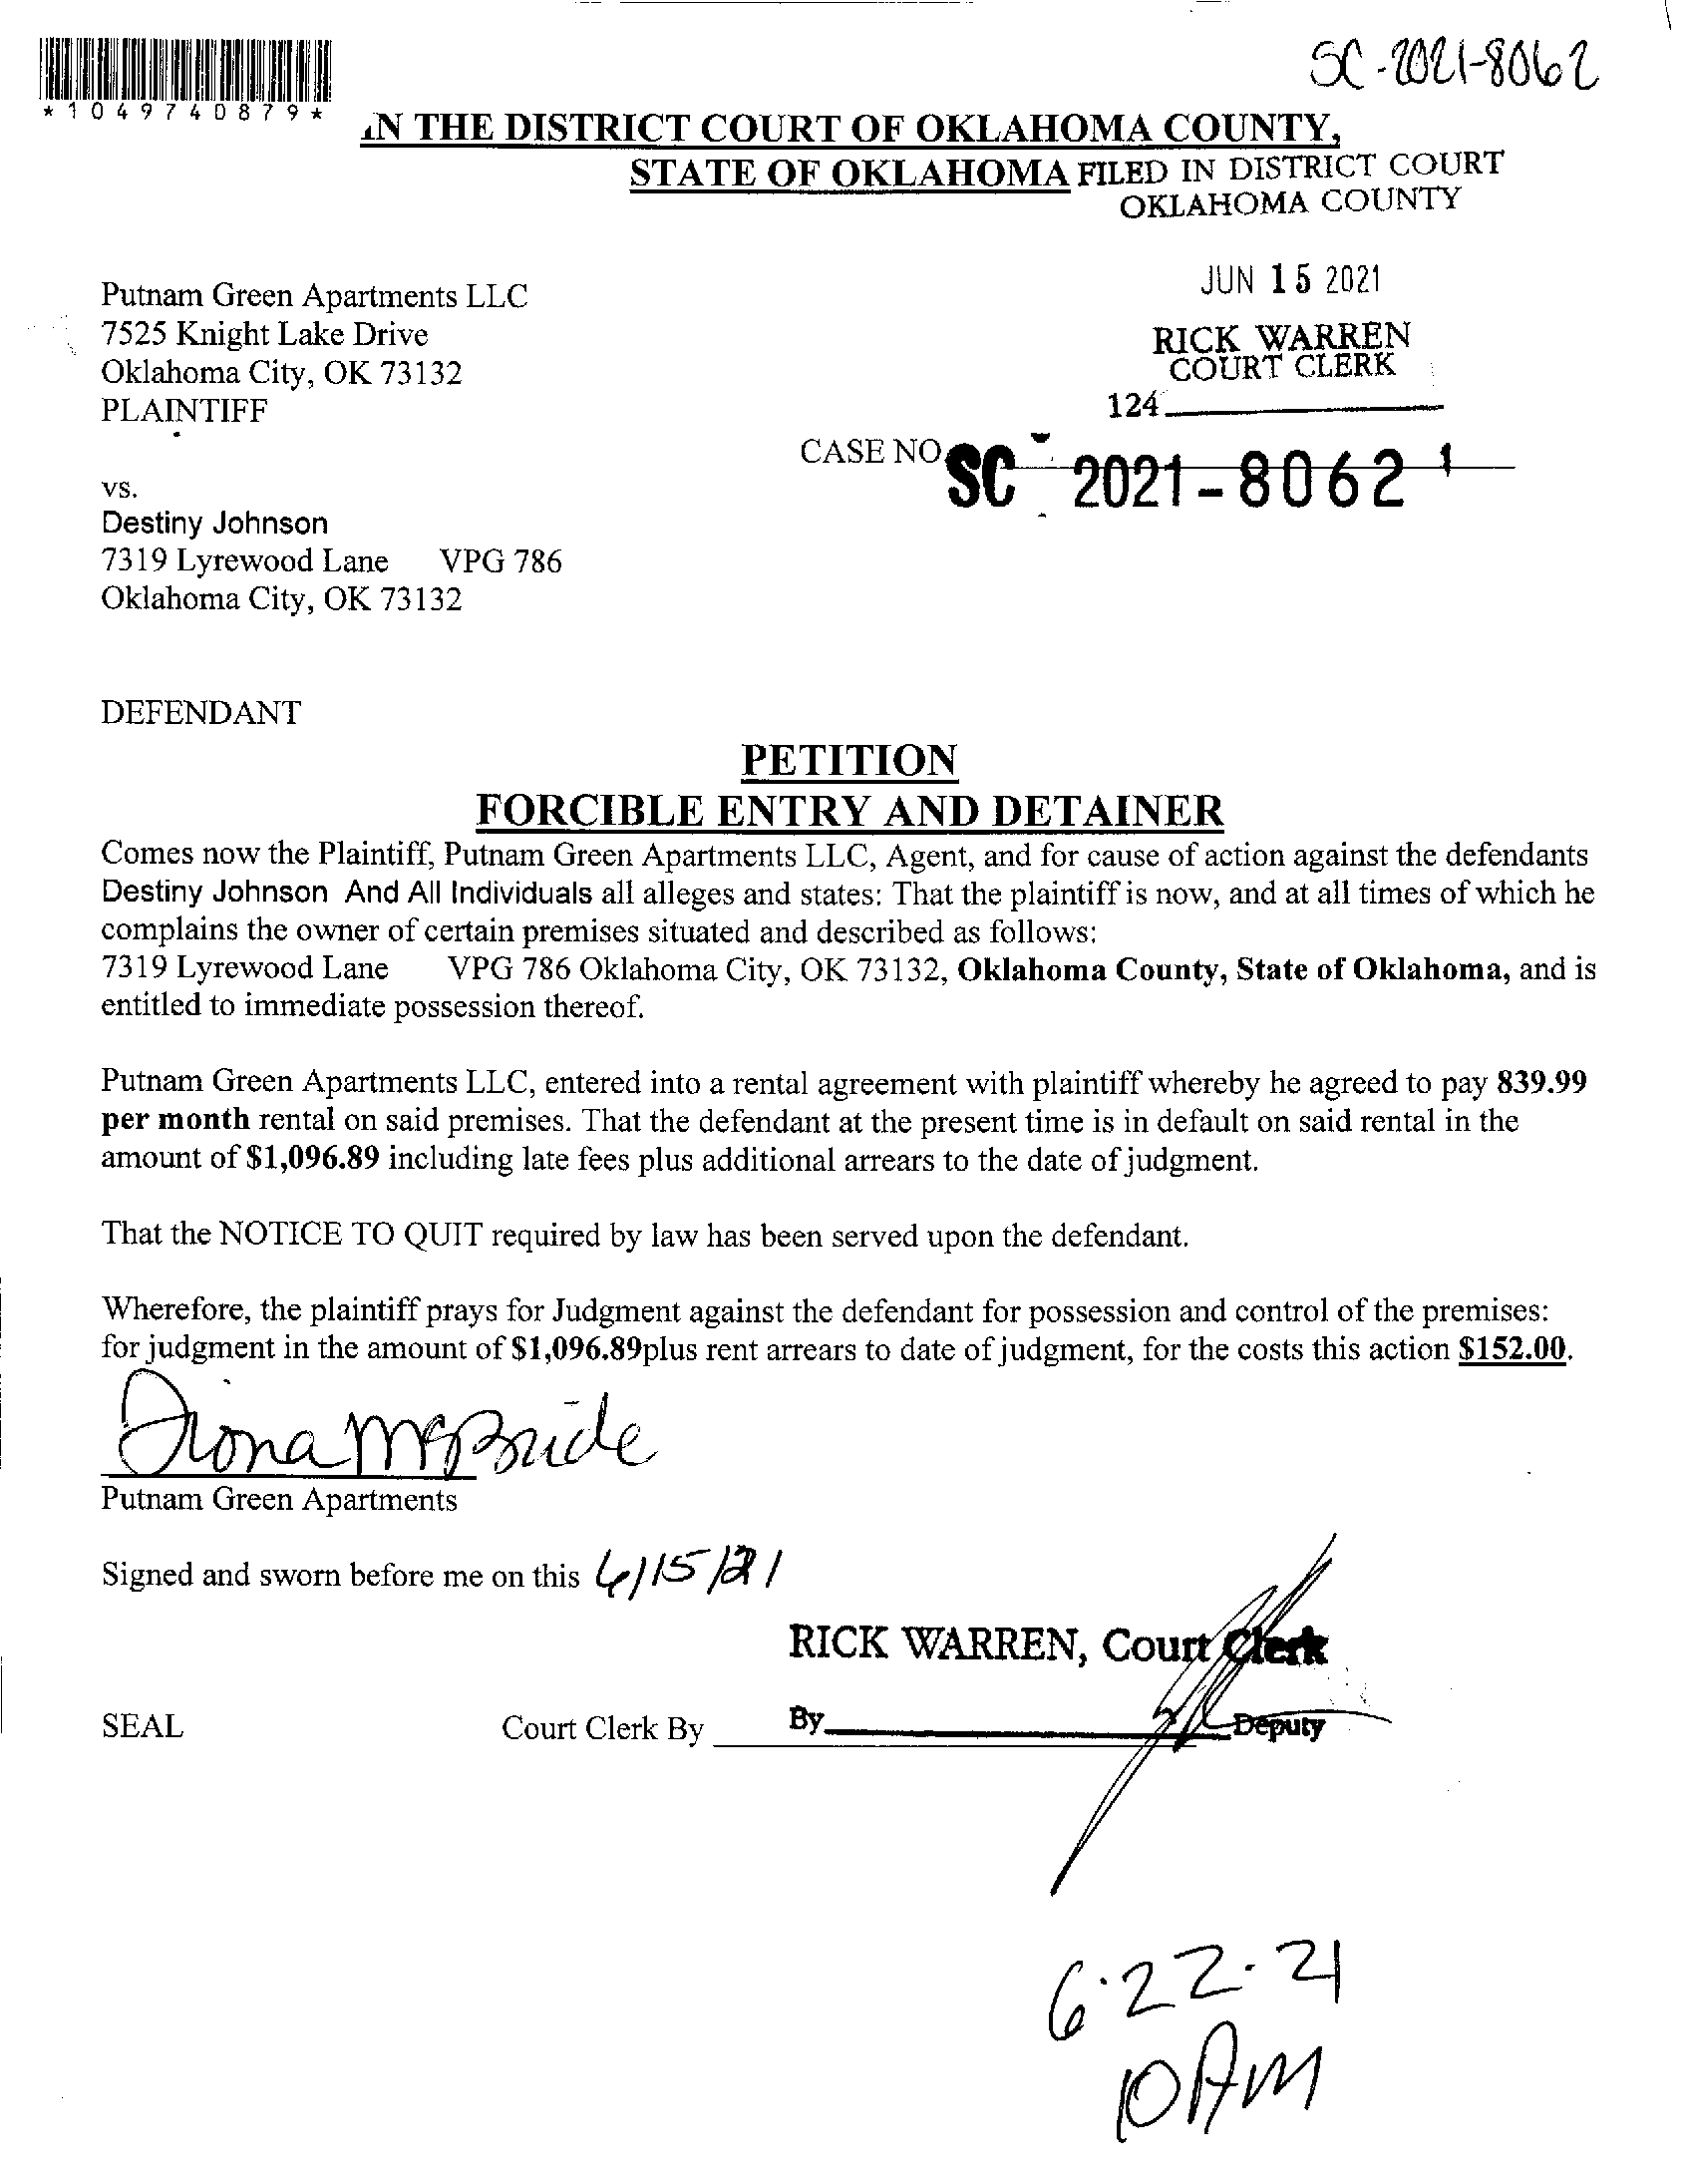 SC-2021-8062
*1049740879*
IN THE DISTRICT COURT OF OKLAHOMA COUNTY,
STATE OF OKLAHOMA FILED IN DISTRICT COURT
OKLAHOMA COUNTY
JUN 15 2021
Putnam Green Apartments LLC
7525 Knight Lake Drive
RICK WARREN
Oklahoma City, OK 73132
COURT CLERK
PLAINTIFF
124
CASE NO SC 2021-8062
vs.
Destiny Johnson
7319 Lyrewood Lane VPG 786
Oklahoma City, OK 73132
DEFENDANT
PETITION
FORCIBLE ENTRY AND DETAINER
Comes now the Plaintiff, Putnam Green Apartments LLC, Agent, and for cause of action against the defendants
Destiny Johnson And All Individuals all alleges and states: That the plaintiff is now, and at all times of which he
complains the owner of certain premises situated and described as follows:
7319 Lyrewood Lane VPG 786 Oklahoma City, OK 73132, Oklahoma County, State of Oklahoma, and is
entitled to immediate possession thereof.
Putnam Green Apartments LLC, entered into a rental agreement with plaintiff whereby he agreed to pay 839.99
per month rental on said premises. That the defendant at the present time is in default on said rental in the
amount of $1,096.89 including late fees plus additional arrears to the date of judgment.
That the NOTICE TO QUIT required by law has been served upon the defendant.
Wherefore, the plaintiff prays for Judgment against the defendant for possession and control of the premises:
for judgment in the amount of $1,096.89plus rent arrears to date of judgment, for the costs this action $152.00.
McBride
Putnam Green Apartments
Signed and sworn before me on this 6/15/21
RICK WARREN, Court Clerk
SEAL Court Clerk By By Deputy
6.22.21
10 AM